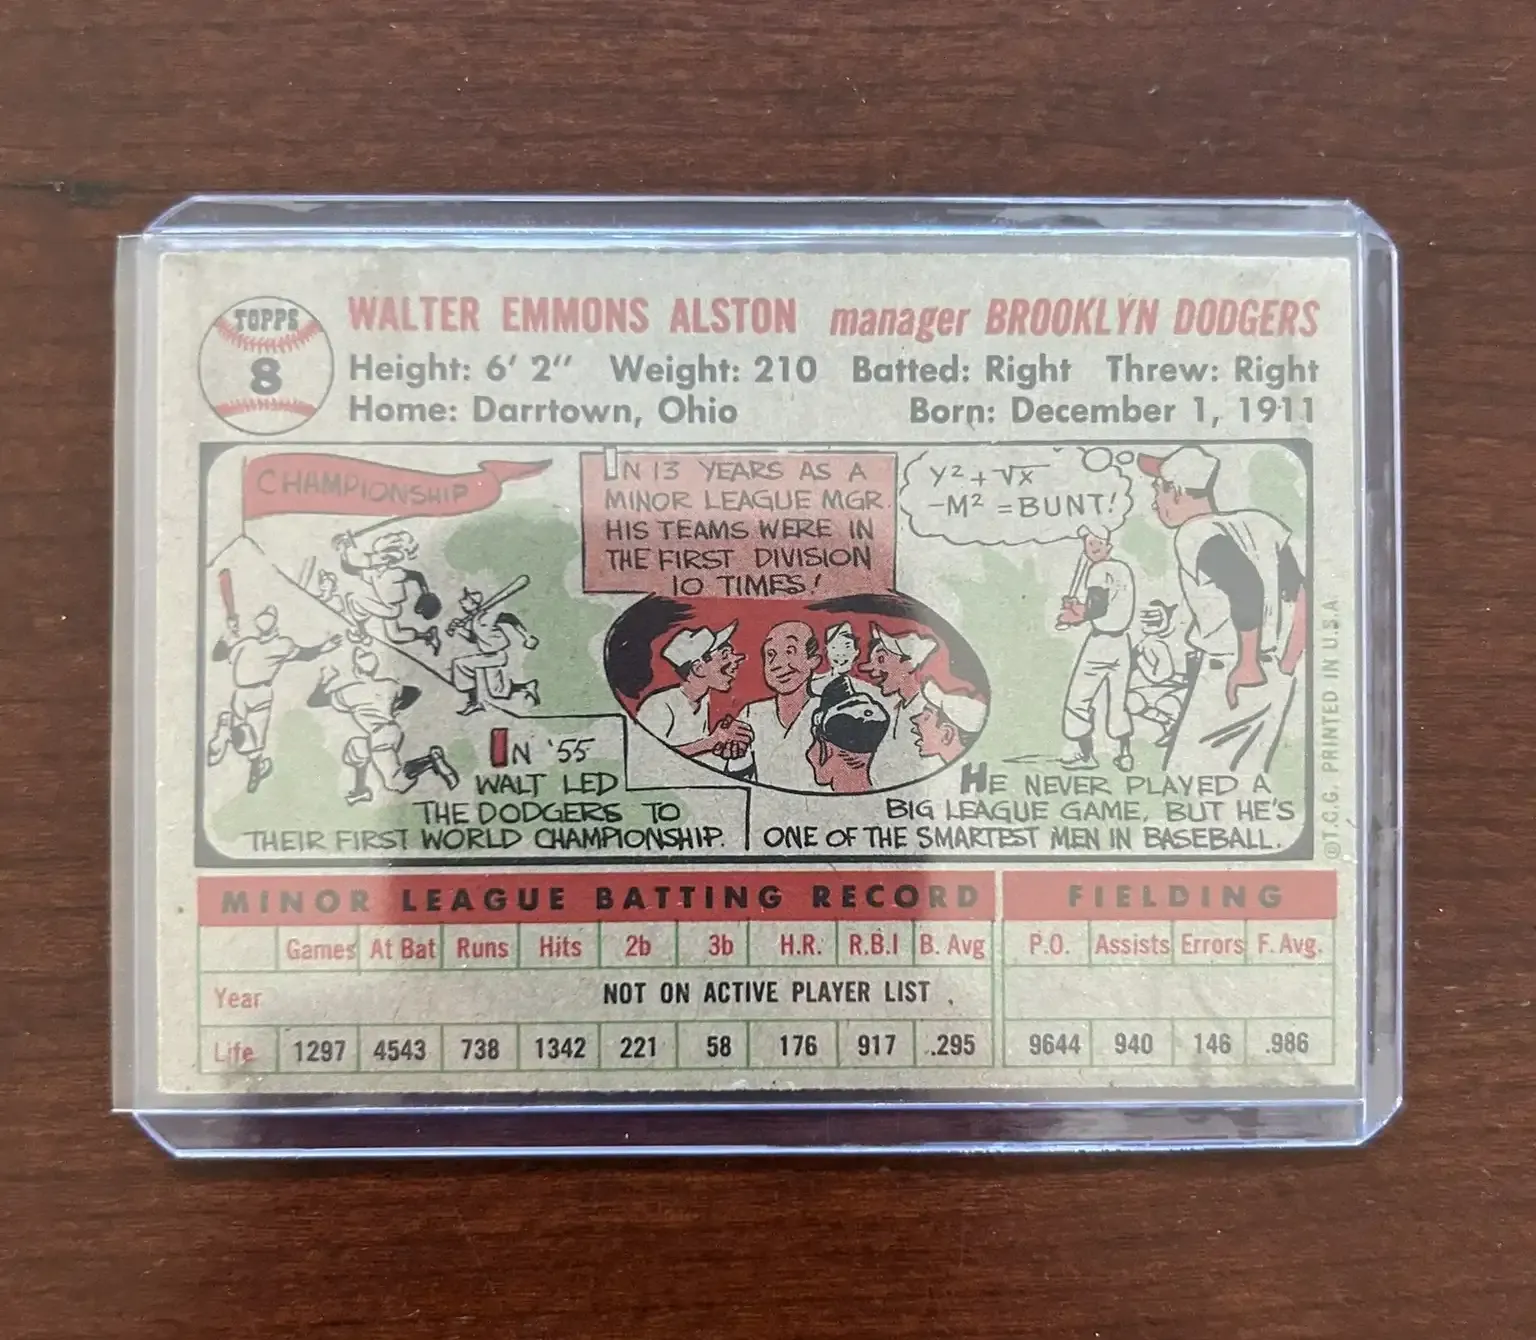 TOPPS
8
WALTER EMMONS ALSTON manager BROOKLYN DODGERS
Height: 6' 2" Weight: 210 Batted: Right Threw: Right
Home: Darrtown, Ohio Born: December 1, 1911
CHAMPIONSHIP
IN '55
WALT LED
THE DODGERS TO
THEIR FIRST WORLD CHAMPIONSHIP.
IN 13 YEARS AS A
MINOR LEAGUE MGR.
HIS TEAMS WERE IN
THE FIRST DIVISION
10 TIMES!
Y² + √X
-M² = BUNT!
HE NEVER PLAYED A
BIG LEAGUE GAME, BUT HE'S
ONE OF THE SMARTEST MEN IN BASEBALL.
© T.C.G. PRINTED IN U.S.A.
MINOR LEAGUE BATTING RECORD FIELDING
Games At Bat Runs Hits 2b 3b H.R. R.B.I B. Avg P.O. Assists Errors F. Avg.
Year NOT ON ACTIVE PLAYER LIST
Life 1297 4543 738 1342 221 58 176 917 .295 9644 940 146 .986